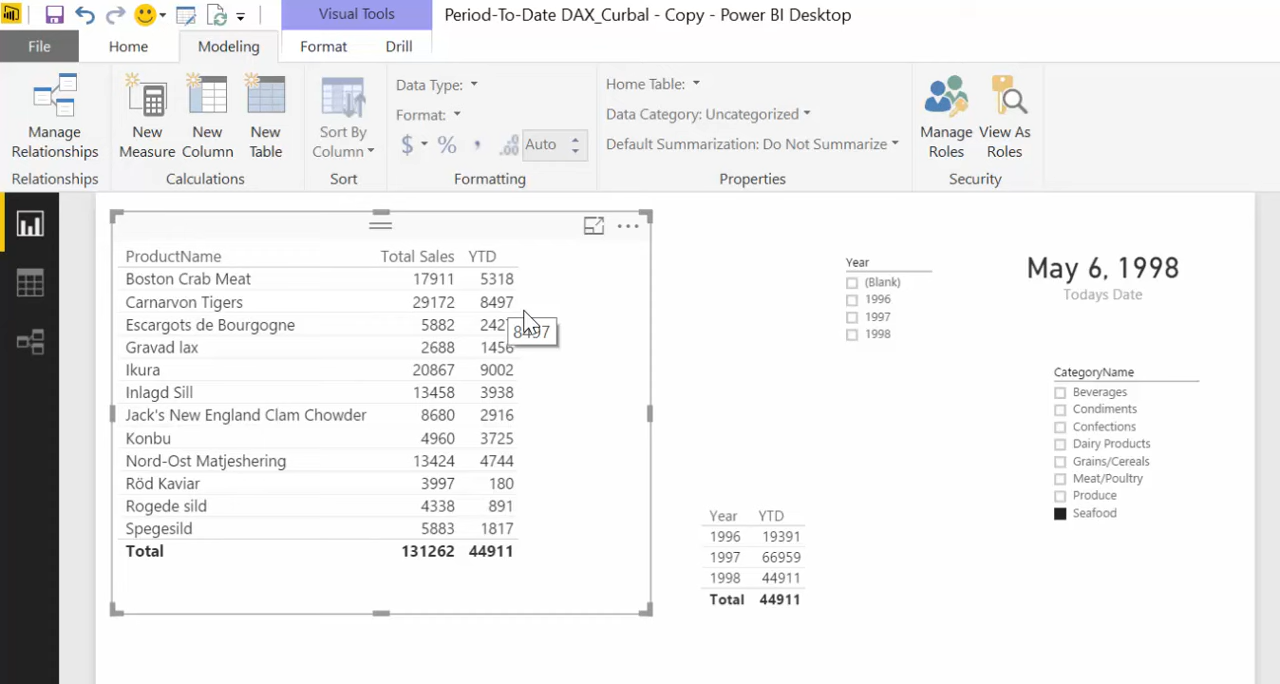 Visual Tools
Period-To-Date DAX_Curbal - Copy - Power BI Desktop
File Home Modeling Format Drill
Manage Relationships
Relationships
New Measure
New Column
New Table
Calculations
Sort By Column
Sort
Data Type:
Format:
$ % , .00 Auto
Formatting
Home Table:
Data Category: Uncategorized
Default Summarization: Do Not Summarize
Properties
Manage Roles
View As Roles
Security
ProductName Total Sales YTD
Boston Crab Meat 17911 5318
Carnarvon Tigers 29172 8497
Escargots de Bourgogne 5882
Gravad lax 2688 1456
Ikura 20867 9002
Inlagd Sill 13458 3938
Jack's New England Clam Chowder 8680 2916
Konbu 4960 3725
Nord-Ost Matjeshering 13424 4744
Röd Kaviar 3997 180
Rogede sild 4338 891
Spegesild 5883 1817
Total 131262 44911
8497
Year
(Blank)
1996
1997
1998
May 6, 1998
Todays Date
CategoryName
Beverages
Condiments
Confections
Dairy Products
Grains/Cereals
Meat/Poultry
Produce
Seafood
Year YTD
1996 19391
1997 66959
1998 44911
Total 44911